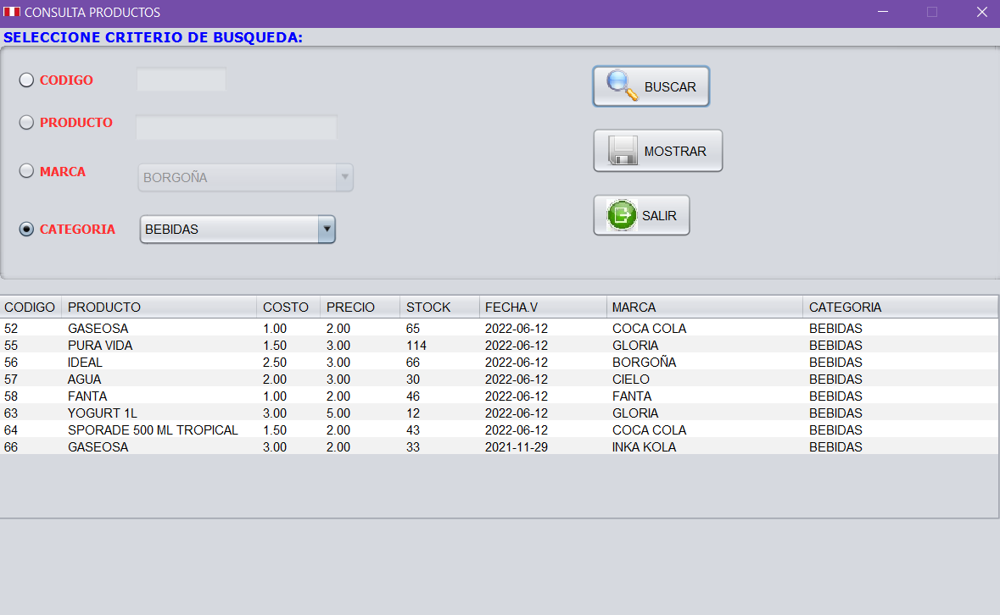 CONSULTA PRODUCTOS
SELECCIONE CRITERIO DE BUSQUEDA:
CODIGO
BUSCAR
PRODUCTO
MOSTRAR
MARCA BORGOÑA
SALIR
CATEGORIA BEBIDAS
CODIGO PRODUCTO COSTO PRECIO STOCK FECHA.V MARCA CATEGORIA
52 GASEOSA 1.00 2.00 65 2022-06-12 COCA COLA BEBIDAS
55 PURA VIDA 1.50 3.00 114 2022-06-12 GLORIA BEBIDAS
56 IDEAL 2.50 3.00 66 2022-06-12 BORGOÑA BEBIDAS
57 AGUA 2.00 3.00 30 2022-06-12 CIELO BEBIDAS
58 FANTA 1.00 2.00 46 2022-06-12 FANTA BEBIDAS
63 YOGURT 1L 3.00 5.00 12 2022-06-12 GLORIA BEBIDAS
64 SPORADE 500 ML TROPICAL 1.50 2.00 43 2022-06-12 COCA COLA BEBIDAS
66 GASEOSA 3.00 2.00 33 2021-11-29 INKA KOLA BEBIDAS